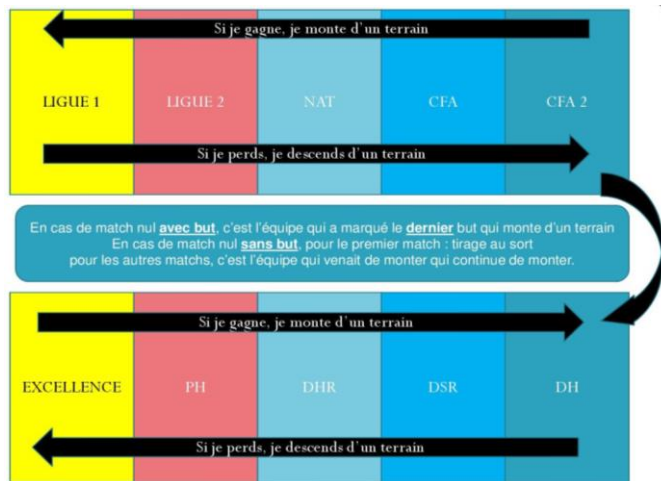 Si je gagne, je monte d'un terrain
LIGUE 1 LIGUE 2 NAT CFA CFA 2
Si je perds, je descends d'un terrain
En cas de match nul avec but, c'est l'équipe qui a marqué le dernier but qui monte d'un terrain
En cas de match nul sans but, pour le premier match : tirage au sort
pour les autres matchs, c'est l'équipe qui venait de monter qui continue de monter.
Si je gagne, je monte d'un terrain
EXCELLENCE PH DHR DSR DH
Si je perds, je descends d'un terrain